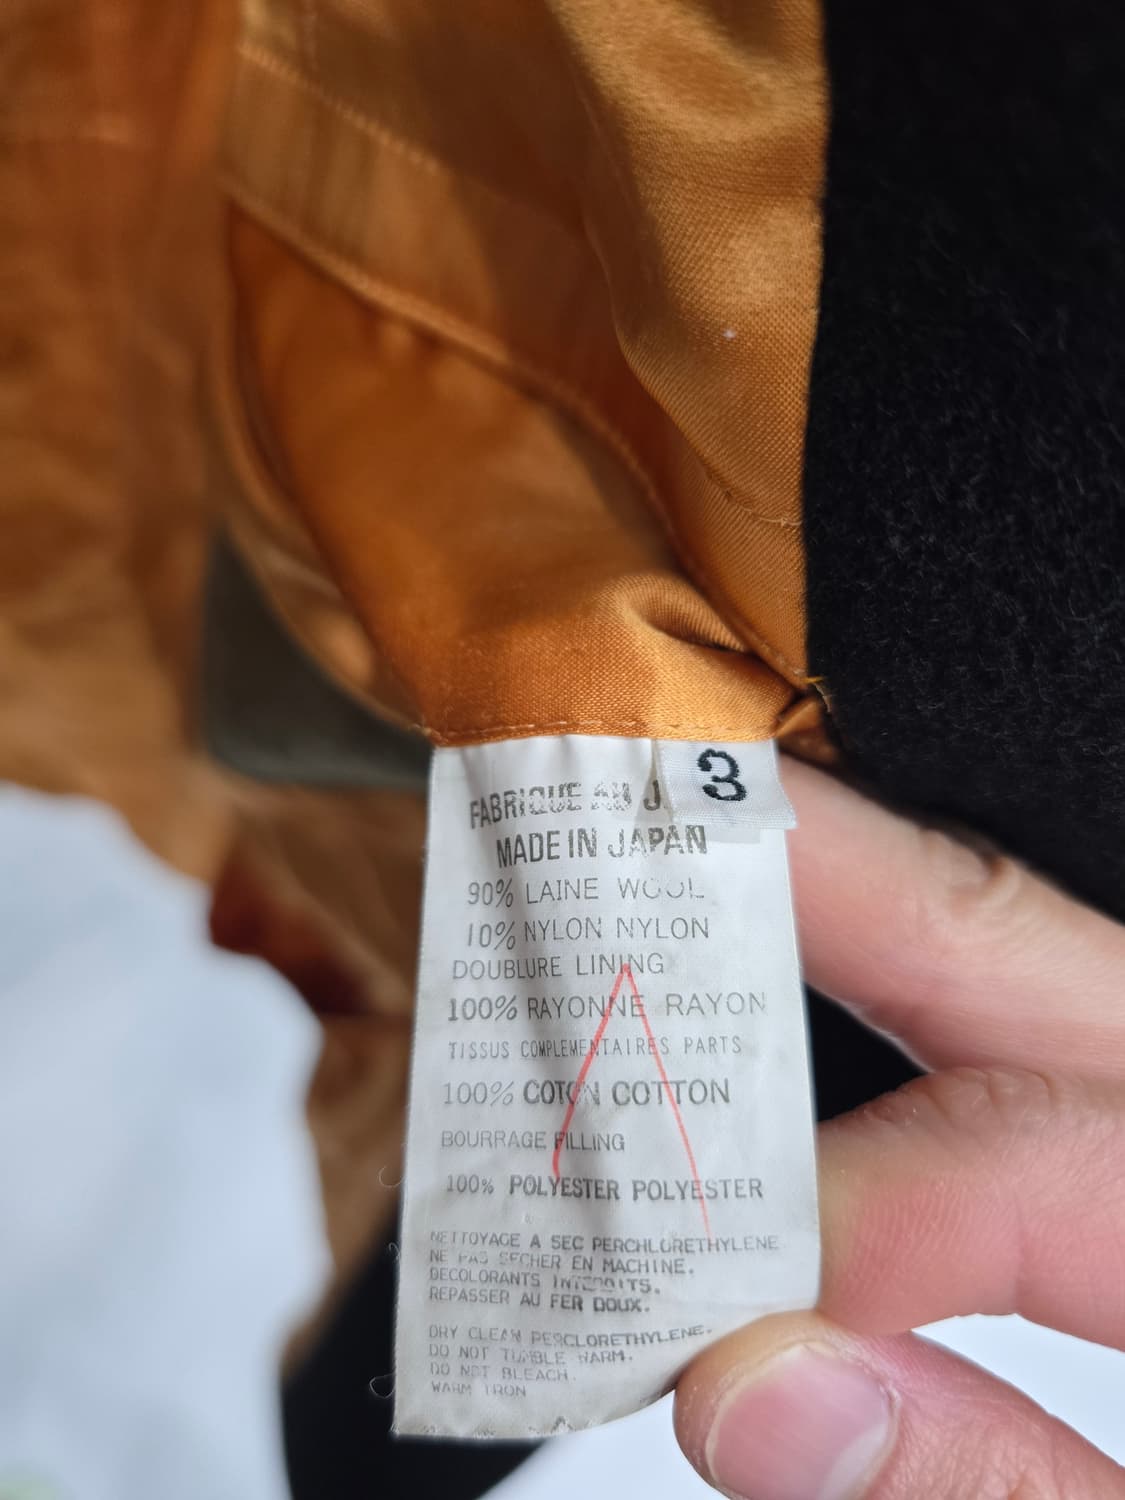 3
FABRIQUE AU J
MADE IN JAPAN
90% LAINE WOOL
10% NYLON NYLON
DOUBLURE LINING
100% RAYONNE RAYON
TISSUS COMPLEMENTAIRES PARTS
100% COTON COTTON
BOURRAGE FILLING
100% POLYESTER POLYESTER
NETTOYAGE A SEC PERCHLORETHYLENE
NE PAS SECHER EN MACHINE.
DECOLORANTS INTERDITS.
REPASSER AU FER DOUX.
DRY CLEAN PERCLORETHYLENE.
DO NOT TUMBLE WARM.
DO NOT BLEACH.
WARM IRON